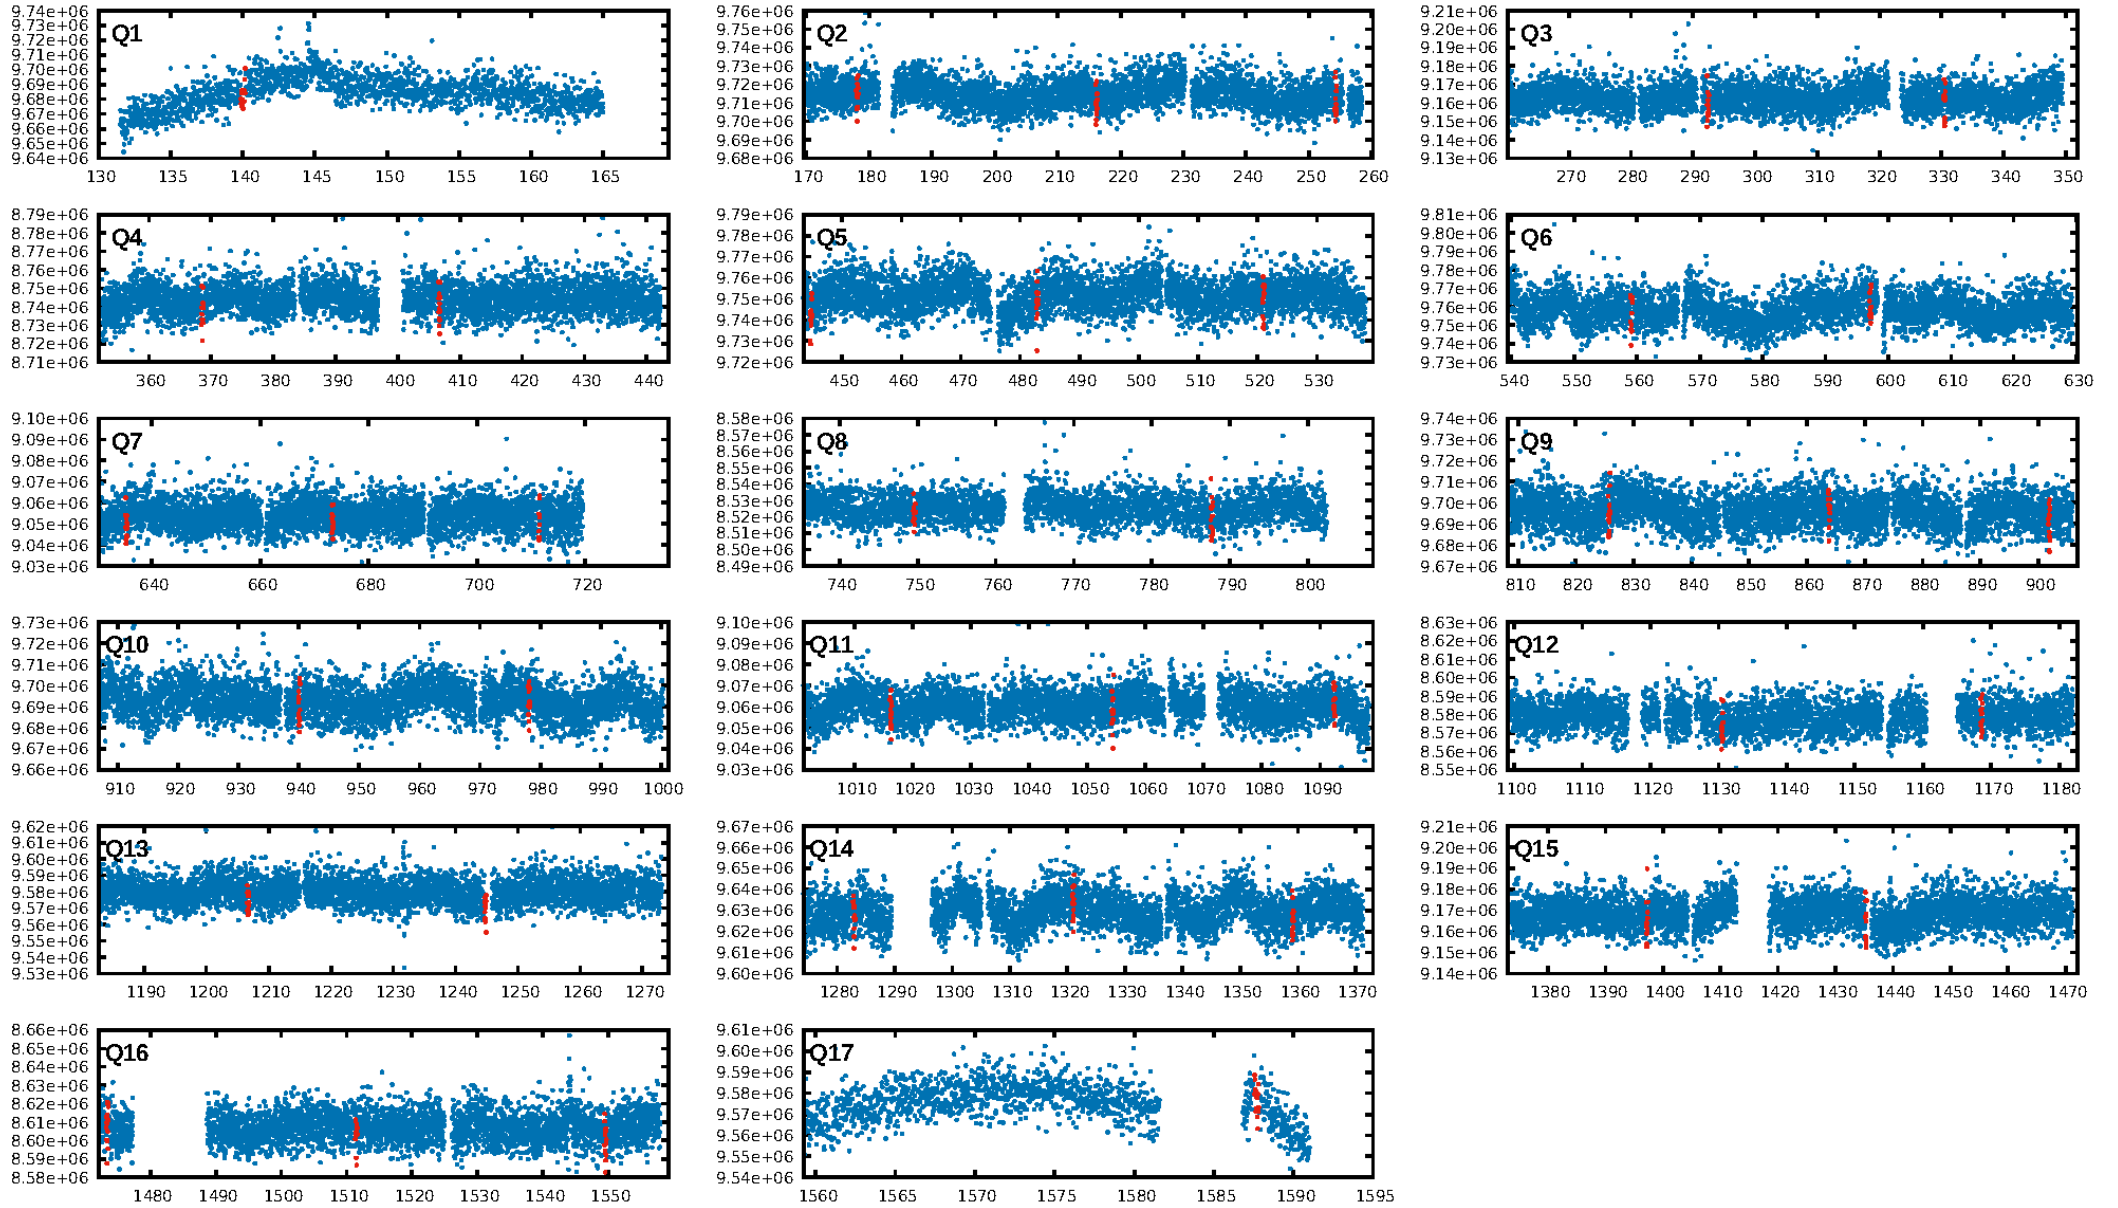 Q1
9.74e+06
9.73e+06
9.72e+06
9.71e+06
9.70e+06
9.69e+06
9.68e+06
9.67e+06
9.66e+06
9.65e+06
9.64e+06
130 135 140 145 150 155 160 165
Q2
9.76e+06
9.75e+06
9.74e+06
9.73e+06
9.72e+06
9.71e+06
9.70e+06
9.69e+06
9.68e+06
170 180 190 200 210 220 230 240 250 260
Q3
9.21e+06
9.20e+06
9.19e+06
9.18e+06
9.17e+06
9.16e+06
9.15e+06
9.14e+06
9.13e+06
270 280 290 300 310 320 330 340 350
Q4
8.79e+06
8.78e+06
8.77e+06
8.76e+06
8.75e+06
8.74e+06
8.73e+06
8.72e+06
8.71e+06
360 370 380 390 400 410 420 430 440
Q5
9.79e+06
9.78e+06
9.77e+06
9.76e+06
9.75e+06
9.74e+06
9.73e+06
9.72e+06
450 460 470 480 490 500 510 520 530
Q6
9.81e+06
9.80e+06
9.79e+06
9.78e+06
9.77e+06
9.76e+06
9.75e+06
9.74e+06
9.73e+06
540 550 560 570 580 590 600 610 620 630
Q7
9.10e+06
9.09e+06
9.08e+06
9.07e+06
9.06e+06
9.05e+06
9.04e+06
9.03e+06
640 660 680 700 720
Q8
8.58e+06
8.57e+06
8.56e+06
8.55e+06
8.54e+06
8.53e+06
8.52e+06
8.51e+06
8.50e+06
8.49e+06
740 750 760 770 780 790 800
Q9
9.74e+06
9.73e+06
9.72e+06
9.71e+06
9.70e+06
9.69e+06
9.68e+06
9.67e+06
810 820 830 840 850 860 870 880 890 900
Q10
9.73e+06
9.72e+06
9.71e+06
9.70e+06
9.69e+06
9.68e+06
9.67e+06
9.66e+06
910 920 930 940 950 960 970 980 990 1000
Q11
9.10e+06
9.09e+06
9.08e+06
9.07e+06
9.06e+06
9.05e+06
9.04e+06
9.03e+06
1010 1020 1030 1040 1050 1060 1070 1080 1090
Q12
8.63e+06
8.62e+06
8.61e+06
8.60e+06
8.59e+06
8.58e+06
8.57e+06
8.56e+06
8.55e+06
1100 1110 1120 1130 1140 1150 1160 1170 1180
Q13
9.62e+06
9.61e+06
9.60e+06
9.59e+06
9.58e+06
9.57e+06
9.56e+06
9.55e+06
9.54e+06
9.53e+06
1190 1200 1210 1220 1230 1240 1250 1260 1270
Q14
9.67e+06
9.66e+06
9.65e+06
9.64e+06
9.63e+06
9.62e+06
9.61e+06
9.60e+06
1280 1290 1300 1310 1320 1330 1340 1350 1360 1370
Q15
9.21e+06
9.20e+06
9.19e+06
9.18e+06
9.17e+06
9.16e+06
9.15e+06
9.14e+06
1380 1390 1400 1410 1420 1430 1440 1450 1460 1470
Q16
8.66e+06
8.65e+06
8.64e+06
8.63e+06
8.62e+06
8.61e+06
8.60e+06
8.59e+06
8.58e+06
1480 1490 1500 1510 1520 1530 1540 1550
Q17
9.61e+06
9.60e+06
9.59e+06
9.58e+06
9.57e+06
9.56e+06
9.55e+06
9.54e+06
1560 1565 1570 1575 1580 1585 1590 1595